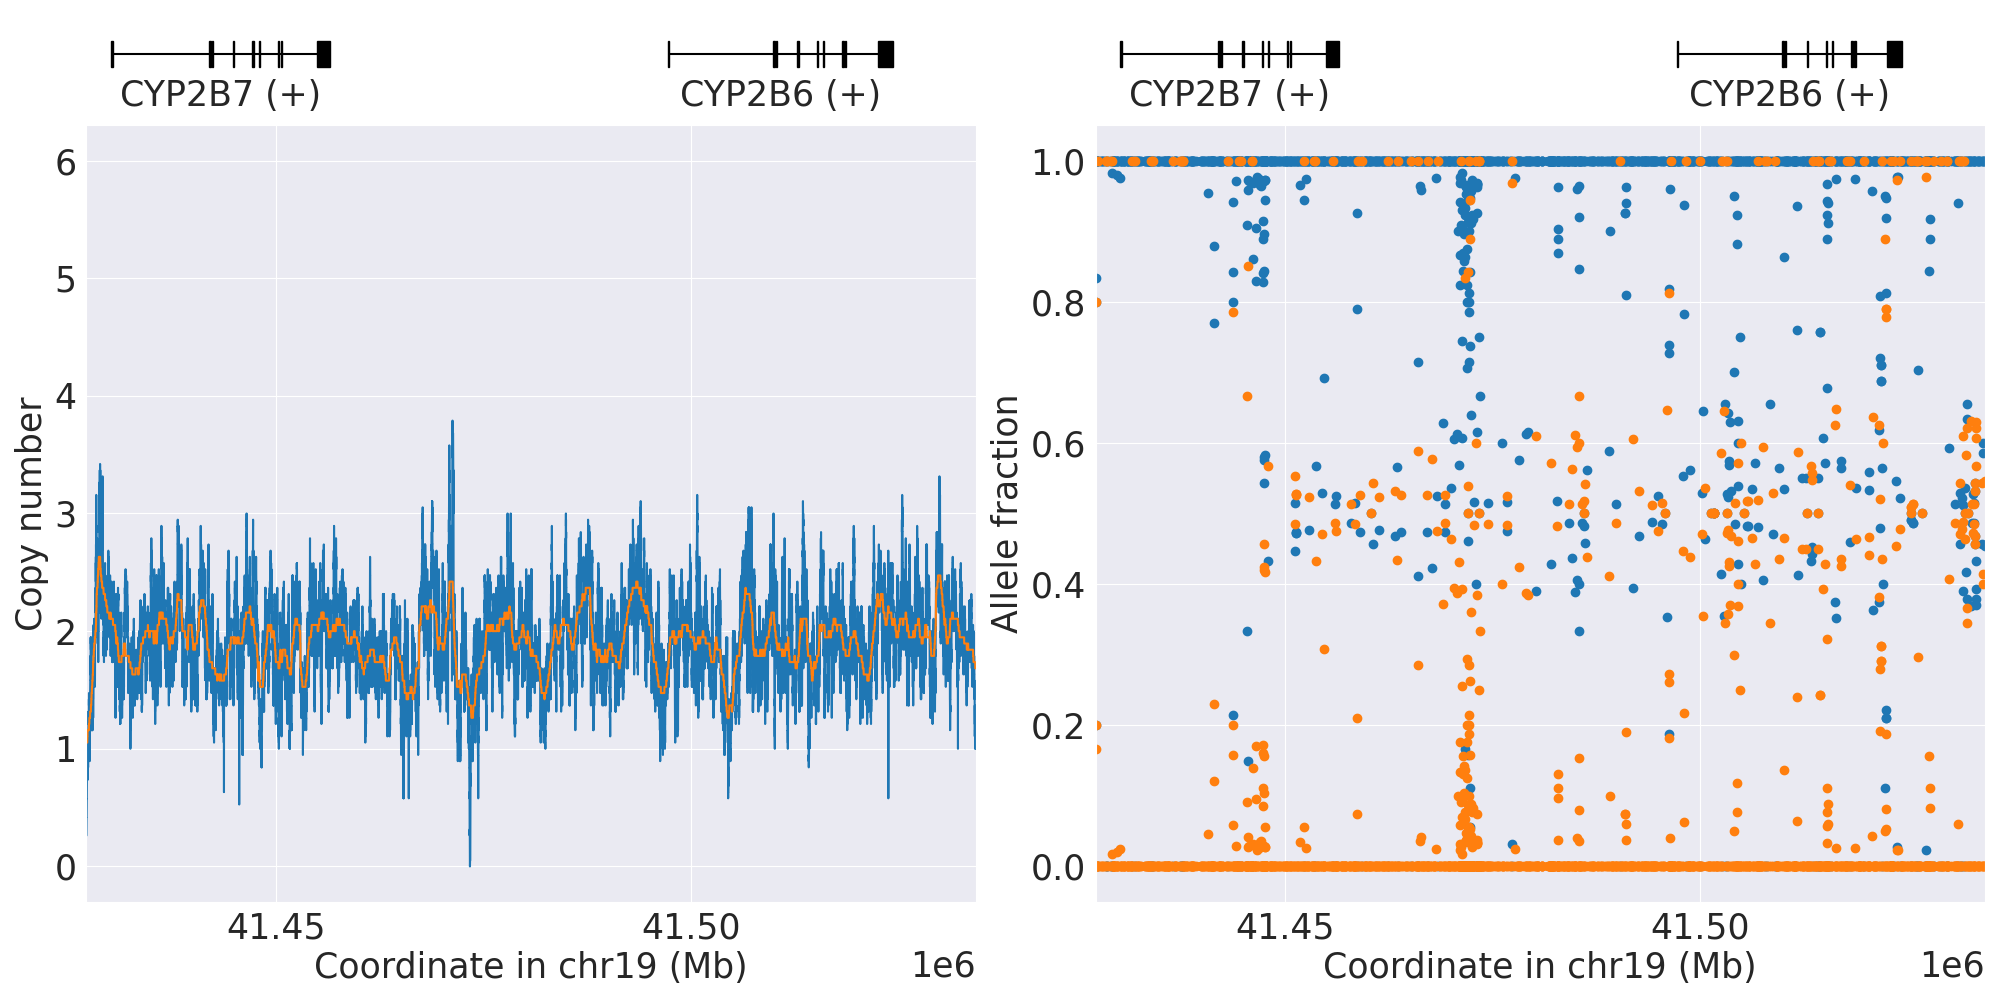 CYP2B7 (+)
CYP2B6 (+)
Copy number
6
5
4
3
2
1
0
41.45
41.50
Coordinate in chr19 (Mb)
1e6
CYP2B7 (+)
CYP2B6 (+)
Allele fraction
1.0
0.8
0.6
0.4
0.2
0.0
41.45
41.50
Coordinate in chr19 (Mb)
1e6